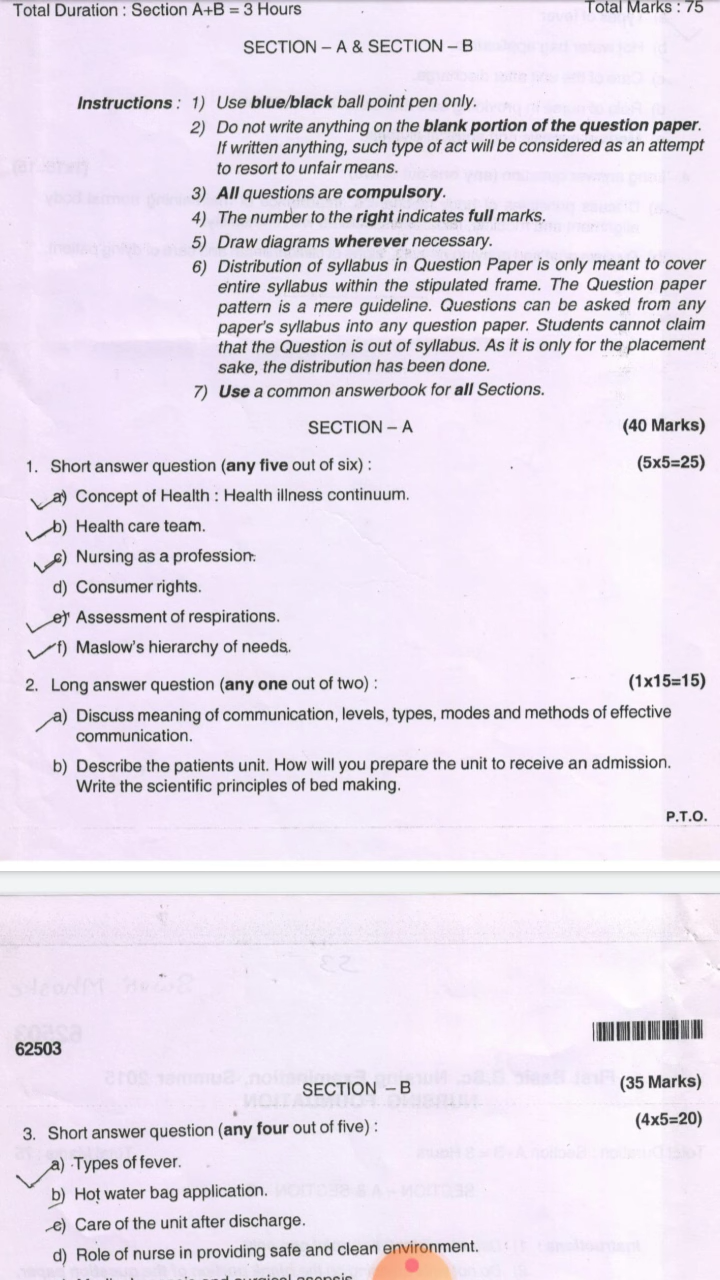 Total Duration : Section A+B = 3 Hours Total Marks : 75
SECTION – A & SECTION – B
Instructions : 1) Use blue/black ball point pen only.
2) Do not write anything on the blank portion of the question paper.
If written anything, such type of act will be considered as an attempt
to resort to unfair means.
3) All questions are compulsory.
4) The number to the right indicates full marks.
5) Draw diagrams wherever necessary.
6) Distribution of syllabus in Question Paper is only meant to cover
entire syllabus within the stipulated frame. The Question paper
pattern is a mere guideline. Questions can be asked from any
paper's syllabus into any question paper. Students cannot claim
that the Question is out of syllabus. As it is only for the placement
sake, the distribution has been done.
7) Use a common answerbook for all Sections.
SECTION – A (40 Marks)
1. Short answer question (any five out of six) : (5x5=25)
a) Concept of Health : Health illness continuum.
b) Health care team.
c) Nursing as a profession.
d) Consumer rights.
e) Assessment of respirations.
f) Maslow's hierarchy of needs.
2. Long answer question (any one out of two) : (1x15=15)
a) Discuss meaning of communication, levels, types, modes and methods of effective
communication.
b) Describe the patients unit. How will you prepare the unit to receive an admission.
Write the scientific principles of bed making.
P.T.O.
62503
SECTION – B (35 Marks)
3. Short answer question (any four out of five) : (4x5=20)
a) Types of fever.
b) Hot water bag application.
c) Care of the unit after discharge.
d) Role of nurse in providing safe and clean environment.